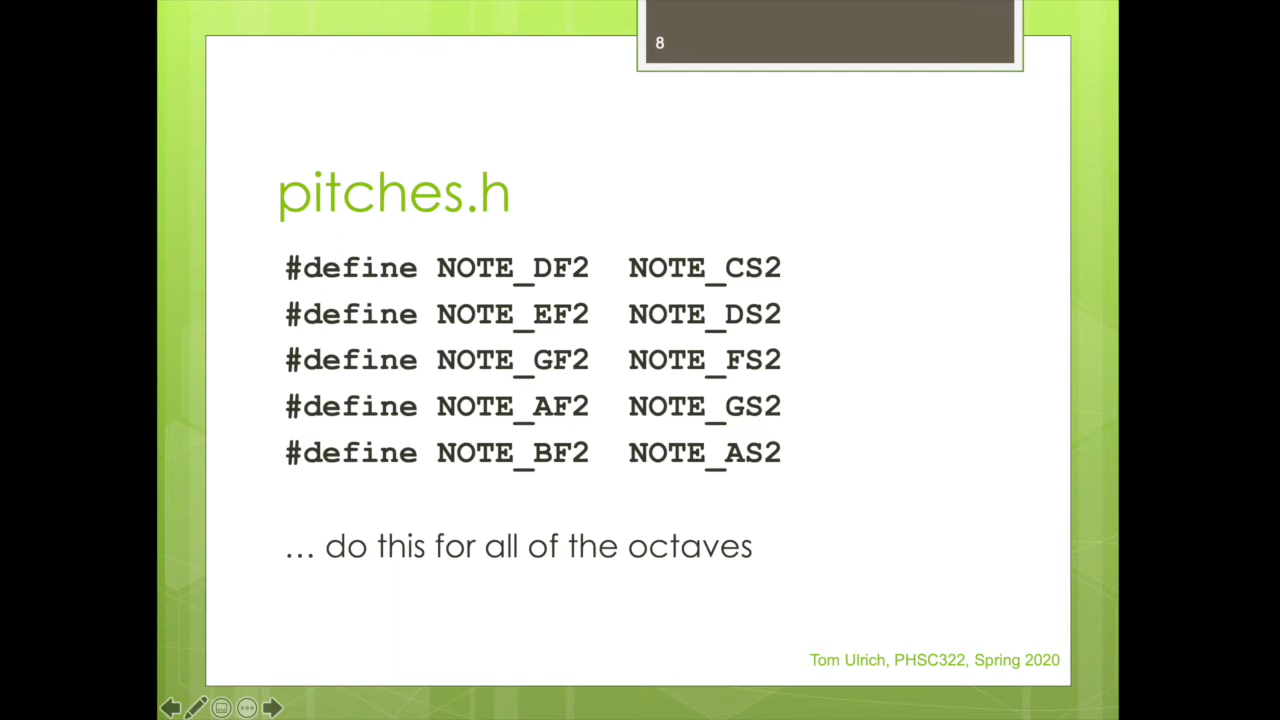 8
pitches.h
#define NOTE_DF2 NOTE_CS2
#define NOTE_EF2 NOTE_DS2
#define NOTE_GF2 NOTE_FS2
#define NOTE_AF2 NOTE_GS2
#define NOTE_BF2 NOTE_AS2
… do this for all of the octaves
Tom Ulrich, PHSC322, Spring 2020